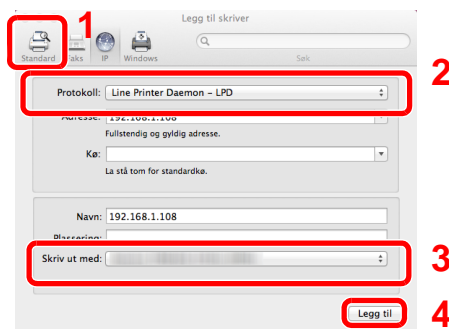 Legg til skriver
1
Standard Faks IP Windows Søk
2
Protokoll: Line Printer Daemon – LPD
Adresse: 192.168.1.108
Fullstendig og gyldig adresse.
Kø:
La stå tom for standardkø.
Navn: 192.168.1.108
Plassering:
Skriv ut med:
3
Legg til
4